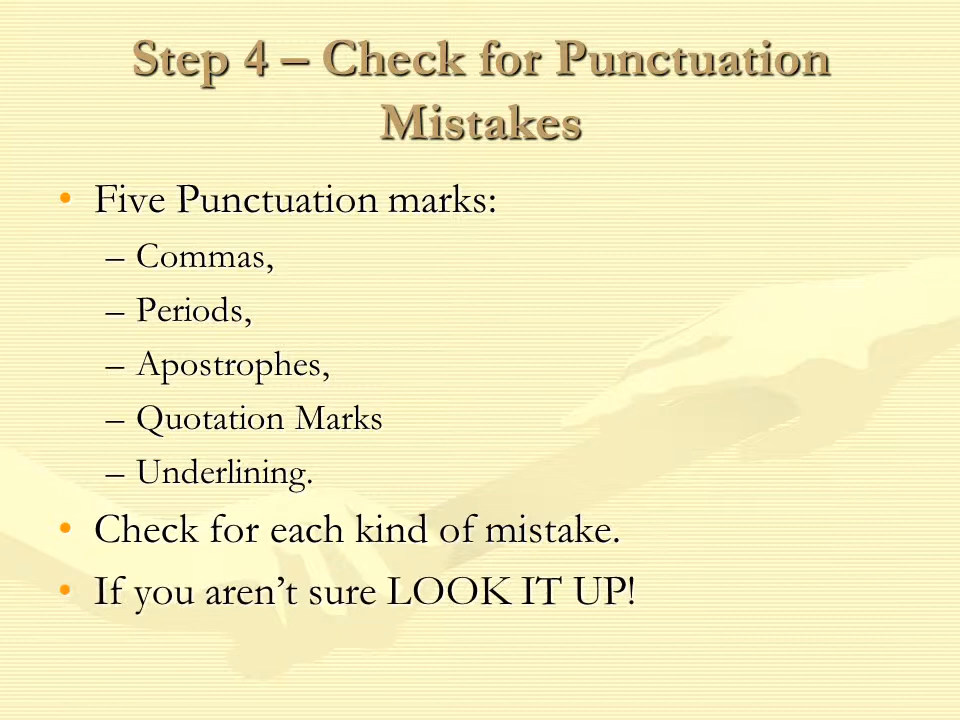 Step 4 – Check for Punctuation
Mistakes
• Five Punctuation marks:
– Commas,
– Periods,
– Apostrophes,
– Quotation Marks
– Underlining.
• Check for each kind of mistake.
• If you aren’t sure LOOK IT UP!